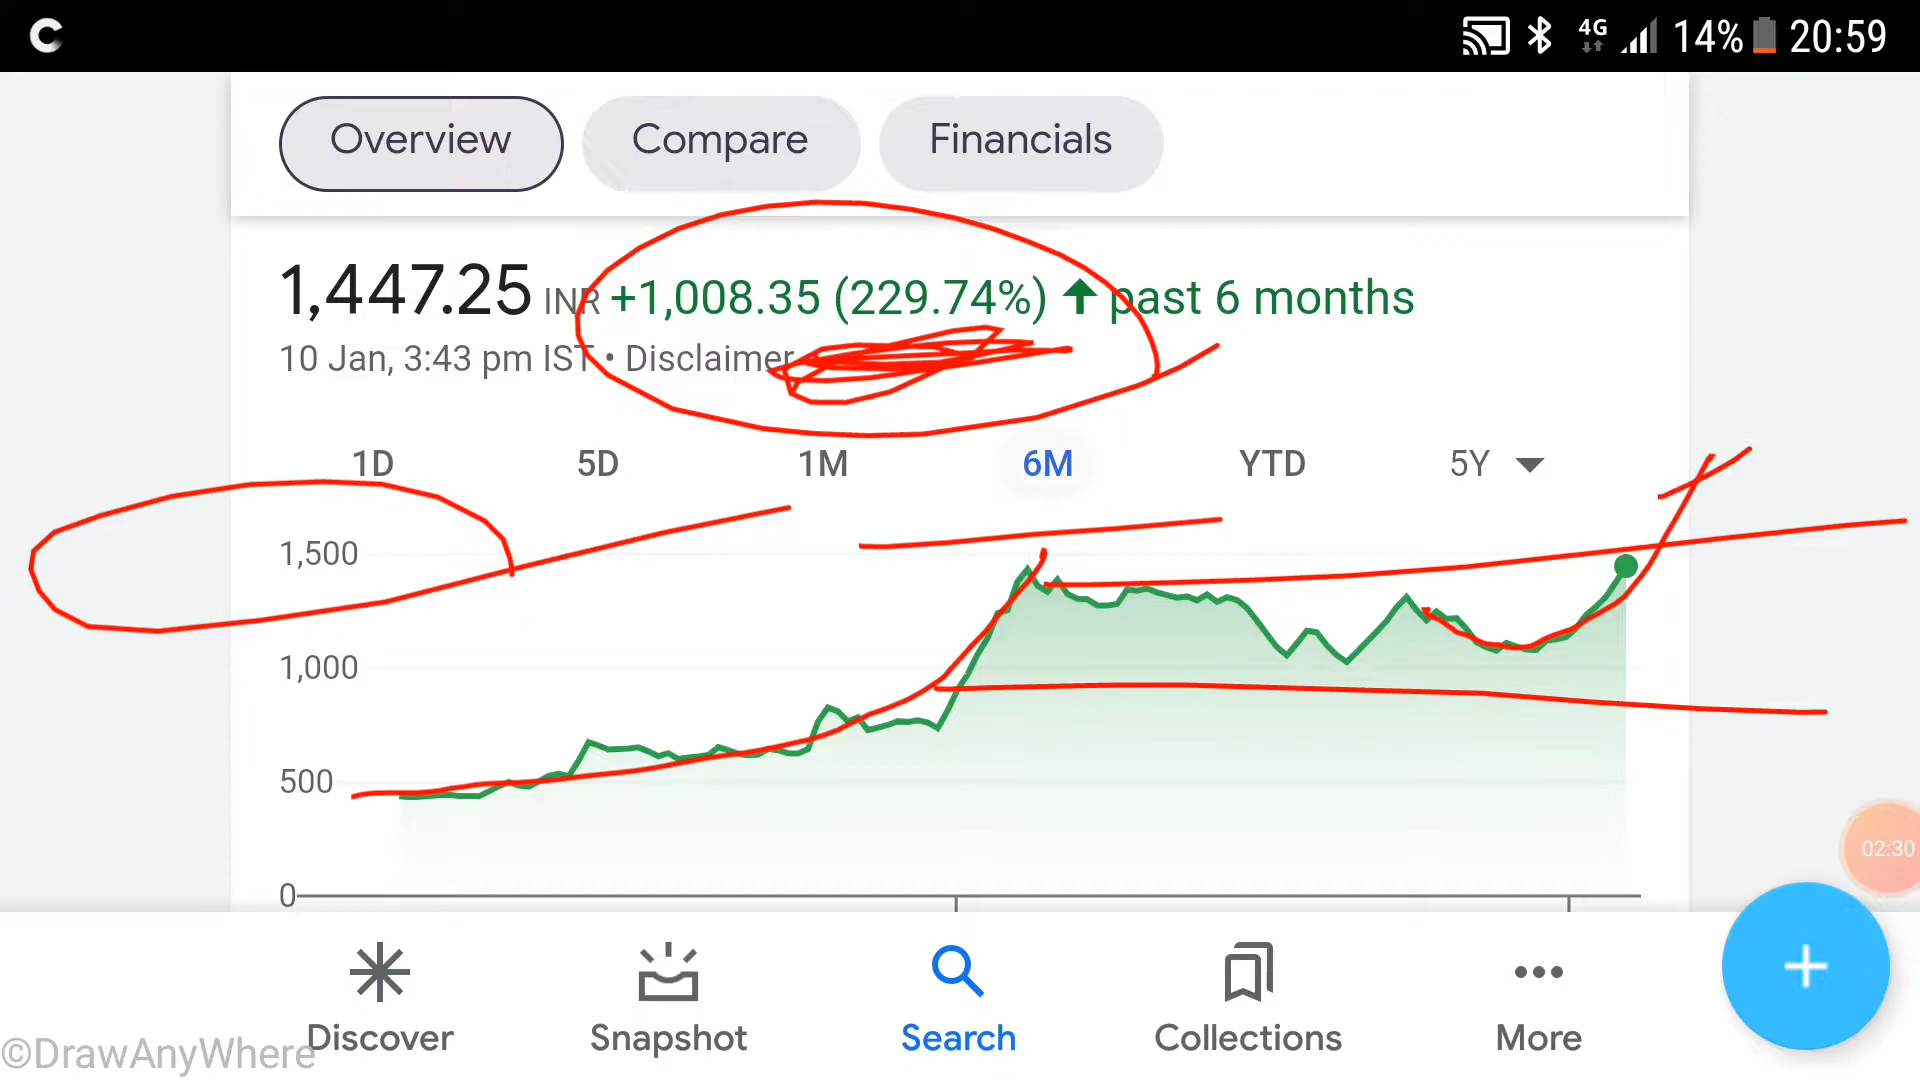 4G 14% 20:59
Overview Compare Financials
1,447.25 INR +1,008.35 (229.74%) past 6 months
10 Jan, 3:43 pm IST • Disclaimer
1D 5D 1M 6M YTD 5Y
1,500
1,000
500
0
02:30
Discover Snapshot Search Collections More
©DrawAnyWhere